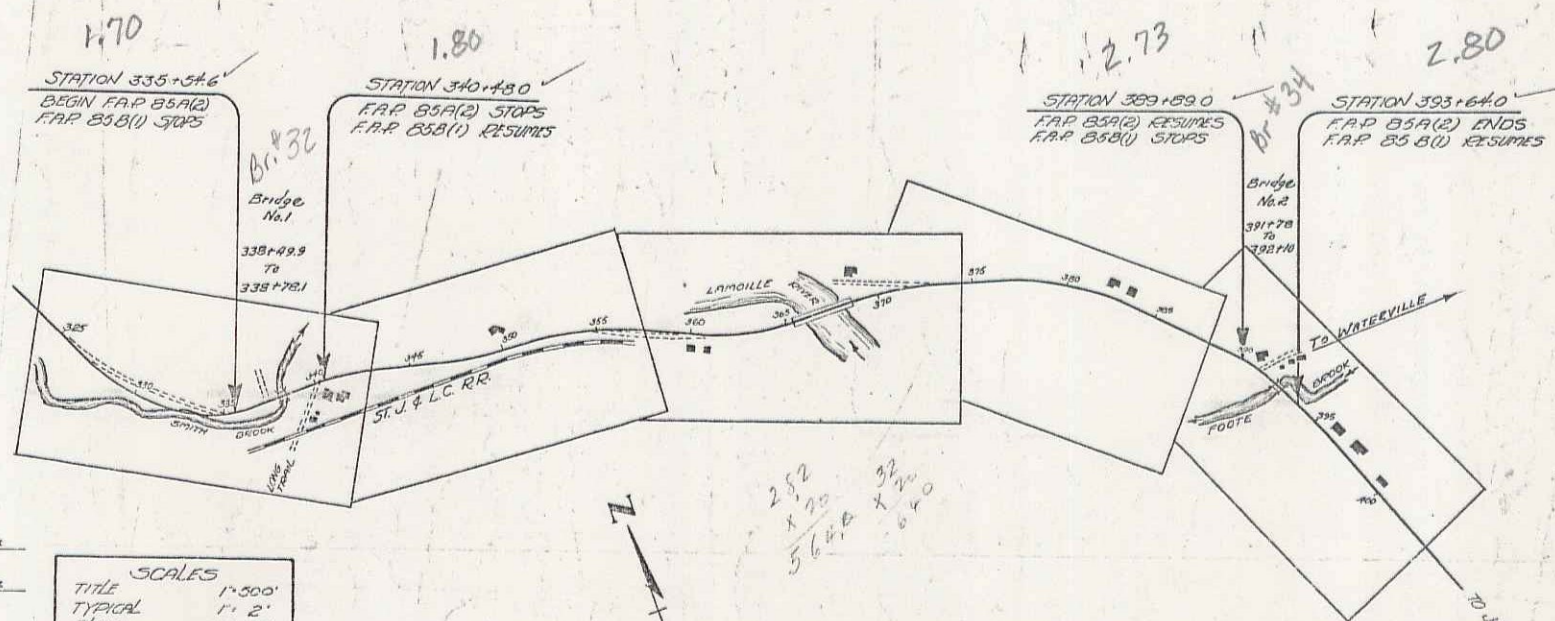 1.70
1.80
2.73
2.80
STATION 335+54.6
BEGIN F.A.P. 85A(2)
F.A.P. 85B(1) STOPS
STATION 340+48.0
F.A.P. 85A(2) STOPS
F.A.P. 85B(1) RESUMES
STATION 389+89.0
F.A.P. 85A(2) RESUMES
F.A.P. 85B(1) STOPS
STATION 393+64.0
F.A.P. 85A(2) ENDS
F.A.P. 85 B(1) RESUMES
Br. #32
Bridge
No.1
338+49.9
To
338+78.1
Br #34
Bridge
No.2
391+78
To
392+10
325
330
335
340
345
350
355
360
365
370
375
380
385
390
395
400
SMITH BROOK
LONG
TRAIL
ST. J. & L.C. R.R.
LAMOILLE RIVER
TO WATERVILLE
FOOTE BROOK
N
282
x 20
564.0
32
x 20
640
SCALES
TITLE 1"=500'
TYPICAL 1"= 2'